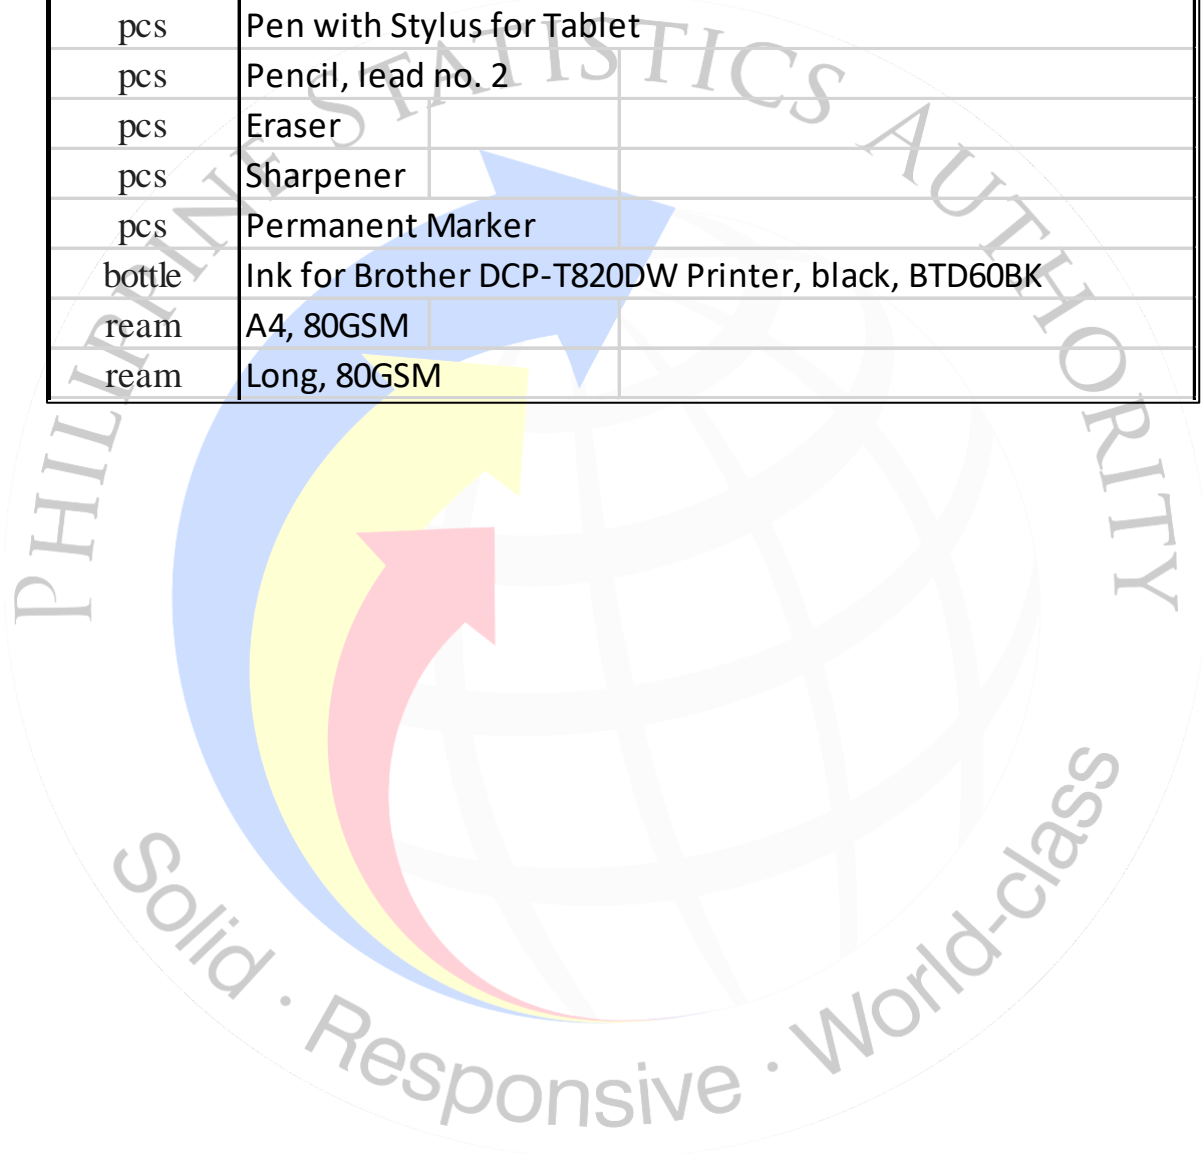 pcs Pen with Stylus for Tablet
pcs Pencil, lead no. 2
pcs Eraser
pcs Sharpener
pcs Permanent Marker
bottle Ink for Brother DCP-T820DW Printer, black, BTD60BK
ream A4, 80GSM
ream Long, 80GSM
PHILIPPINE STATISTICS AUTHORITY
Solid · Responsive · World-class